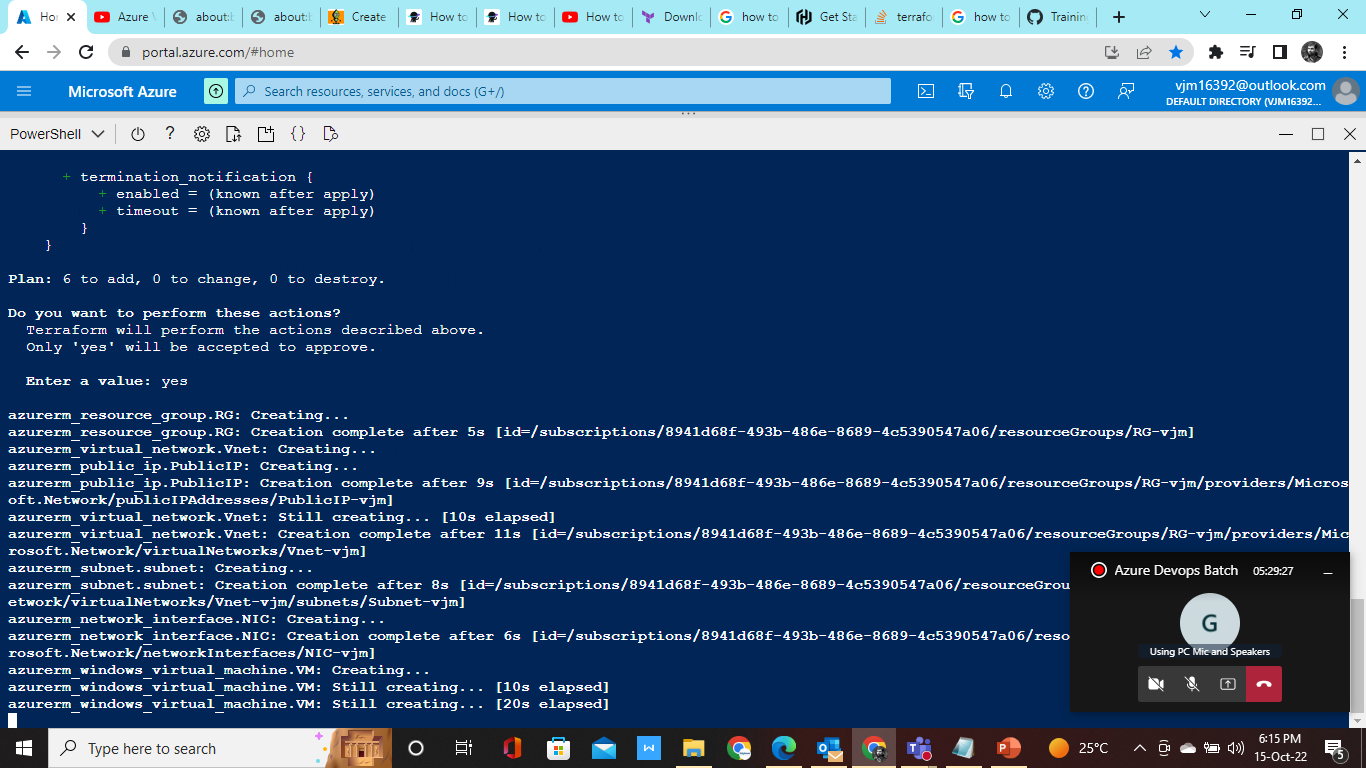 Ho
Azure V
about:b
about:b
Create
How to
How to
How to
Downlo
how to
Get Sta
terrafo
how to
Trainin
portal.azure.com/#home
Microsoft Azure
Search resources, services, and docs (G+/)
vjm16392@outlook.com
DEFAULT DIRECTORY (VJM16392...
PowerShell
+ termination_notification {
+ enabled = (known after apply)
+ timeout = (known after apply)
}
}
Plan: 6 to add, 0 to change, 0 to destroy.
Do you want to perform these actions?
Terraform will perform the actions described above.
Only 'yes' will be accepted to approve.
Enter a value: yes
azurerm_resource_group.RG: Creating...
azurerm_resource_group.RG: Creation complete after 5s [id=/subscriptions/8941d68f-493b-486e-8689-4c5390547a06/resourceGroups/RG-vjm]
azurerm_virtual_network.Vnet: Creating...
azurerm_public_ip.PublicIP: Creating...
azurerm_public_ip.PublicIP: Creation complete after 9s [id=/subscriptions/8941d68f-493b-486e-8689-4c5390547a06/resourceGroups/RG-vjm/providers/Micros
oft.Network/publicIPAddresses/PublicIP-vjm]
azurerm_virtual_network.Vnet: Still creating... [10s elapsed]
azurerm_virtual_network.Vnet: Creation complete after 11s [id=/subscriptions/8941d68f-493b-486e-8689-4c5390547a06/resourceGroups/RG-vjm/providers/Mic
rosoft.Network/virtualNetworks/Vnet-vjm]
azurerm_subnet.subnet: Creating...
azurerm_subnet.subnet: Creation complete after 8s [id=/subscriptions/8941d68f-493b-486e-8689-4c5390547a06/resourceGrou
etwork/virtualNetworks/Vnet-vjm/subnets/Subnet-vjm]
azurerm_network_interface.NIC: Creating...
azurerm_network_interface.NIC: Creation complete after 6s [id=/subscriptions/8941d68f-493b-486e-8689-4c5390547a06/reso
rosoft.Network/networkInterfaces/NIC-vjm]
azurerm_windows_virtual_machine.VM: Creating...
azurerm_windows_virtual_machine.VM: Still creating... [10s elapsed]
azurerm_windows_virtual_machine.VM: Still creating... [20s elapsed]
Azure Devops Batch 05:29:27
G
Using PC Mic and Speakers
Type here to search
25°C
6:15 PM
15-Oct-22
5